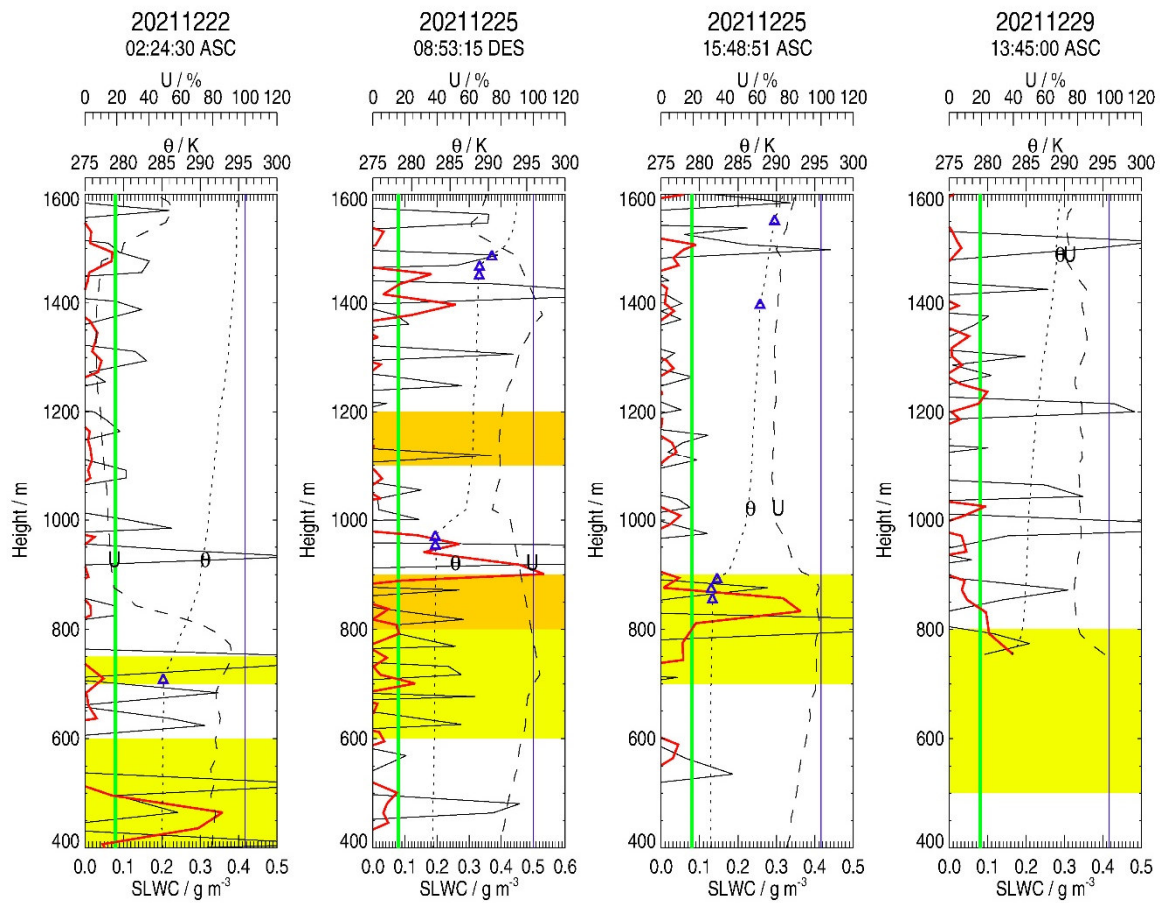 20211222
02:24:30 ASC
U / %
0 20 40 60 80 100 120
θ / K
275 280 285 290 295 300
1600
1400
1200
1000
800
600
400
Height / m
U
θ
0.0 0.1 0.2 0.3 0.4 0.5
SLWC / g m⁻³
20211225
08:53:15 DES
U / %
0 20 40 60 80 100 120
θ / K
275 280 285 290 295 300
1600
1400
1200
1000
800
600
400
Height / m
θ
U
0.0 0.1 0.2 0.3 0.4 0.5 0.6
SLWC / g m⁻³
20211225
15:48:51 ASC
U / %
0 20 40 60 80 100 120
θ / K
275 280 285 290 295 300
1600
1400
1200
1000
800
600
400
Height / m
θ U
0.0 0.1 0.2 0.3 0.4 0.5
SLWC / g m⁻³
20211229
13:45:00 ASC
U / %
0 20 40 60 80 100 120
θ / K
275 280 285 290 295 300
1600
1400
1200
1000
800
600
400
Height / m
θU
0.0 0.1 0.2 0.3 0.4 0.5
SLWC / g m⁻³